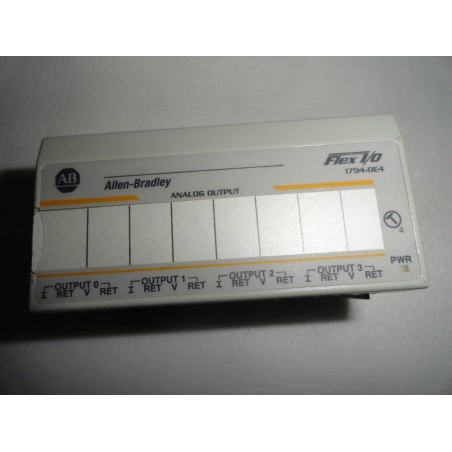 AB
Allen-Bradley
Flex I/O
1794-OE4
ANALOG OUTPUT
4
PWR
OUTPUT 0 OUTPUT 1 OUTPUT 2 OUTPUT 3
I RET V RET I RET V RET I RET V RET I RET V RET